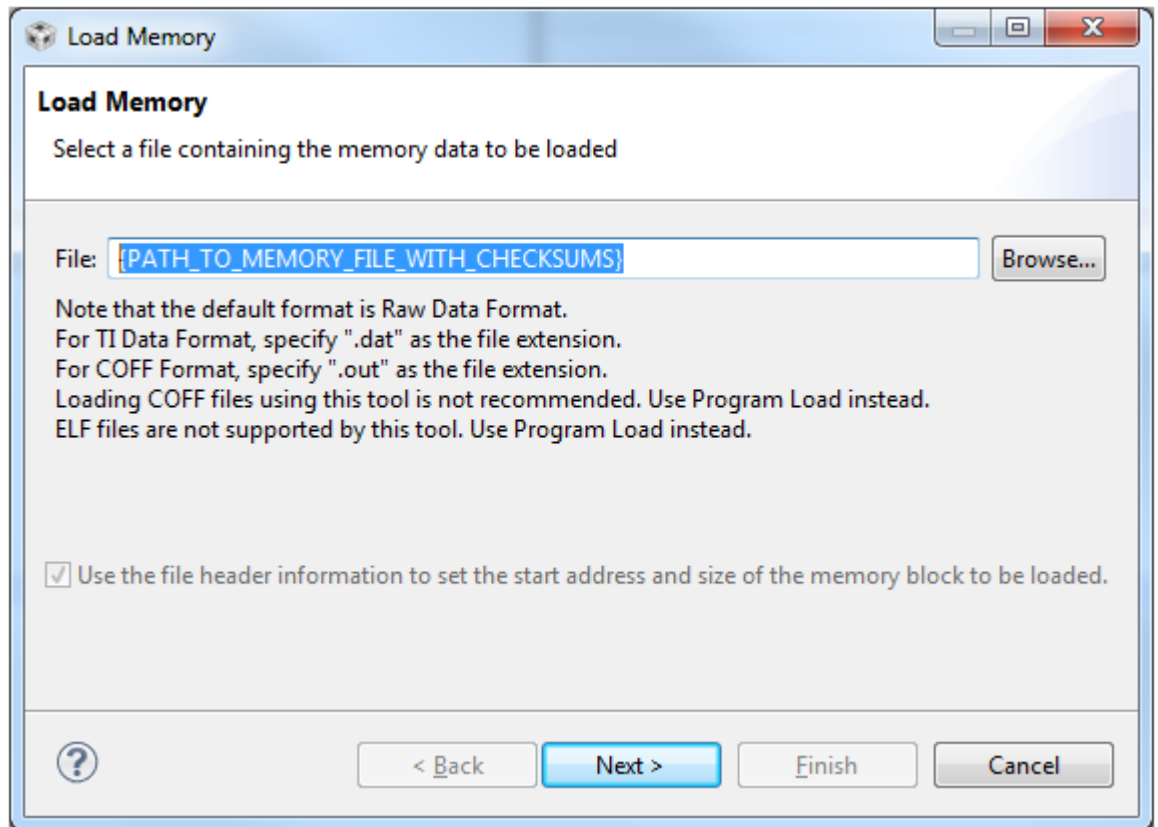 Load Memory
Load Memory
Select a file containing the memory data to be loaded
File: {PATH_TO_MEMORY_FILE_WITH_CHECKSUMS} Browse...
Note that the default format is Raw Data Format.
For TI Data Format, specify ".dat" as the file extension.
For COFF Format, specify ".out" as the file extension.
Loading COFF files using this tool is not recommended. Use Program Load instead.
ELF files are not supported by this tool. Use Program Load instead.
Use the file header information to set the start address and size of the memory block to be loaded.
? < Back Next > Finish Cancel